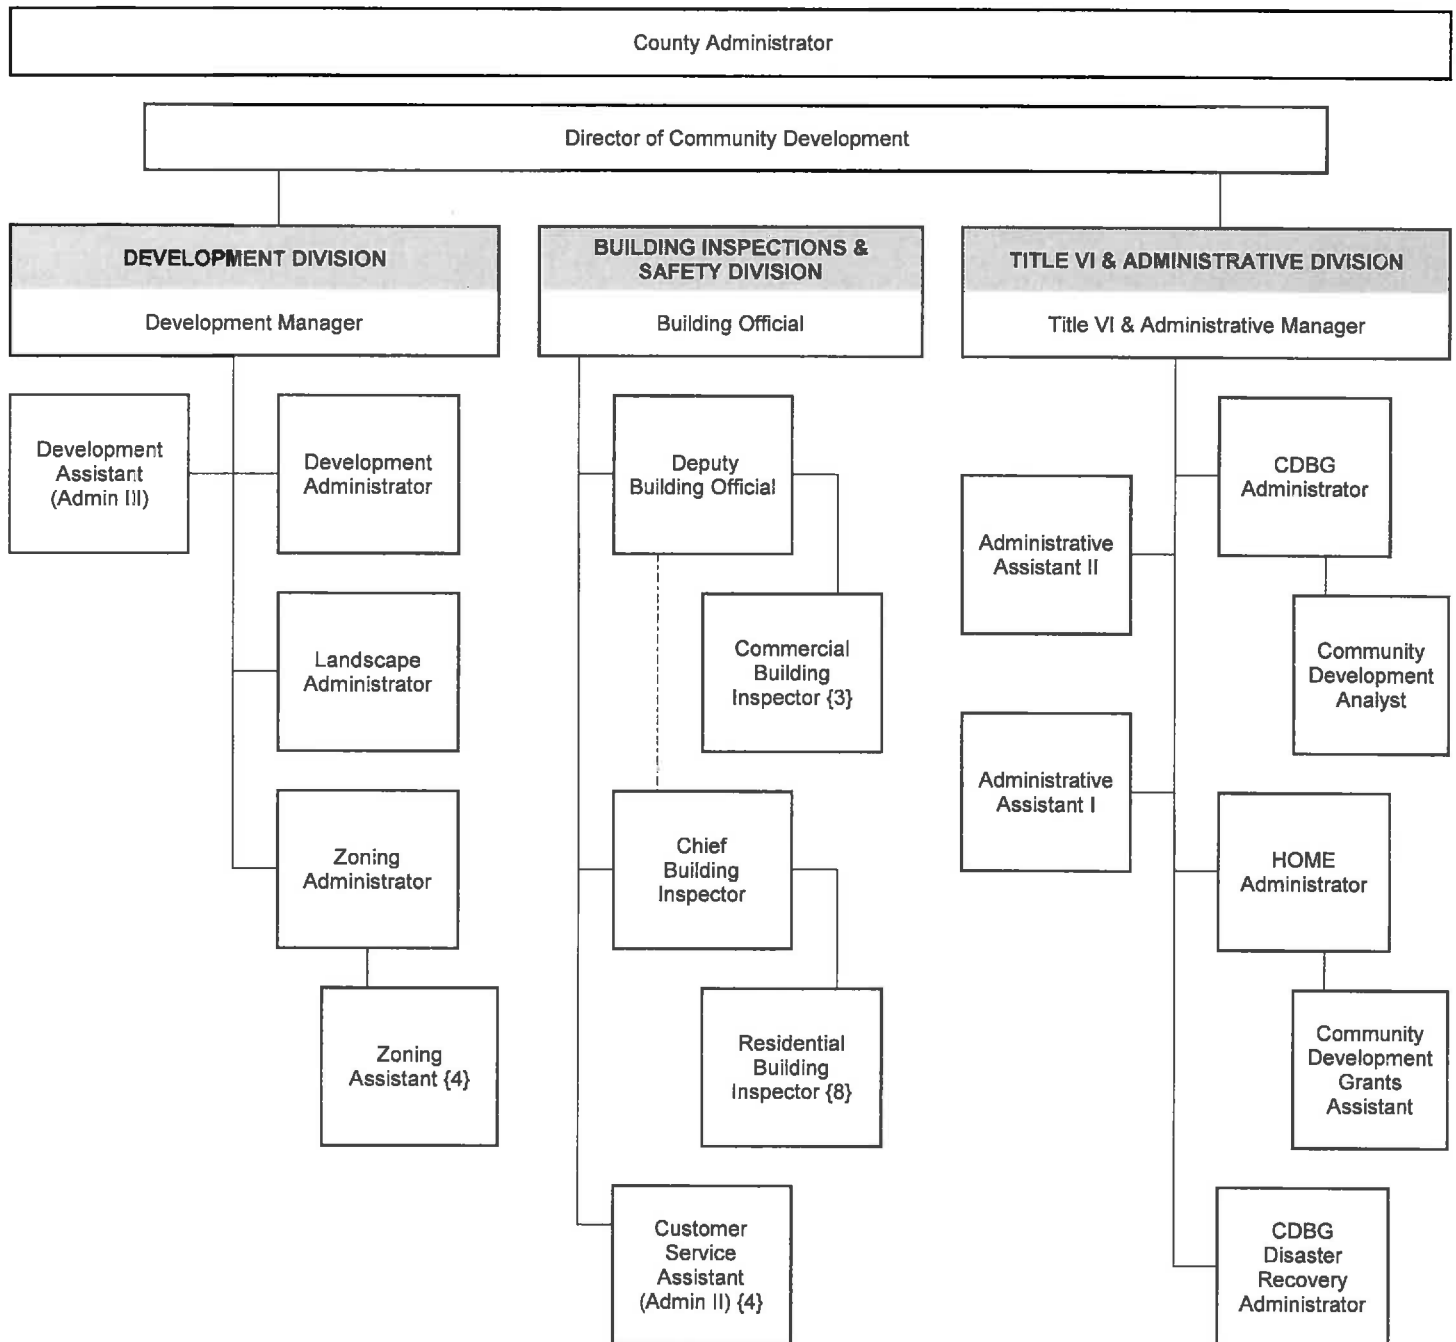 County Administrator
Director of Community Development
DEVELOPMENT DIVISION
Development Manager
Development
Assistant
(Admin III)
Development
Administrator
Landscape
Administrator
Zoning
Administrator
Zoning
Assistant {4}
BUILDING INSPECTIONS &
SAFETY DIVISION
Building Official
Deputy
Building Official
Commercial
Building
Inspector {3}
Chief
Building
Inspector
Residential
Building
Inspector {8}
Customer
Service
Assistant
(Admin II) {4}
TITLE VI & ADMINISTRATIVE DIVISION
Title VI & Administrative Manager
CDBG
Administrator
Administrative
Assistant II
Community
Development
Analyst
Administrative
Assistant I
HOME
Administrator
Community
Development
Grants
Assistant
CDBG
Disaster
Recovery
Administrator